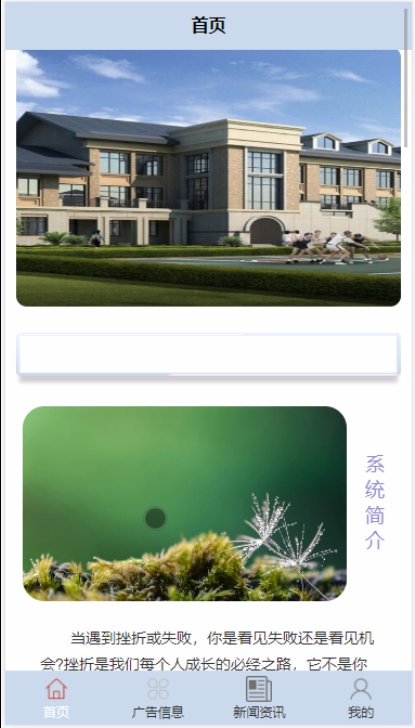 首页
系统简介
当遇到挫折或失败，你是看见失败还是看见机
会?挫折是我们每个人成长的必经之路，它不是你
首页
广告信息
新闻资讯
我的